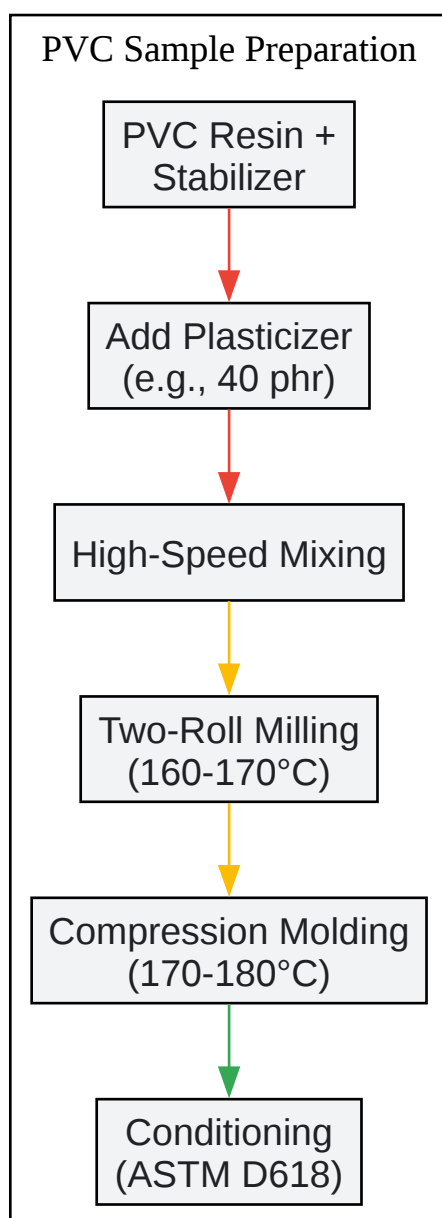 PVC Sample Preparation
PVC Resin +
Stabilizer
Add Plasticizer
(e.g., 40 phr)
High-Speed Mixing
Two-Roll Milling
(160-170°C)
Compression Molding
(170-180°C)
Conditioning
(ASTM D618)